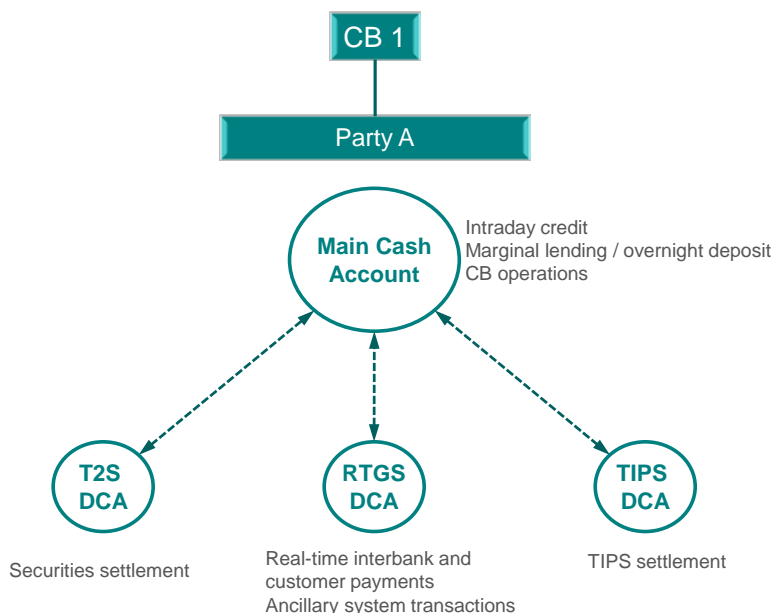 CB 1
Party A
Main Cash
Account
Intraday credit
Marginal lending / overnight deposit
CB operations
T2S
DCA
RTGS
DCA
TIPS
DCA
Securities settlement
Real-time interbank and
customer payments
Ancillary system transactions
TIPS settlement